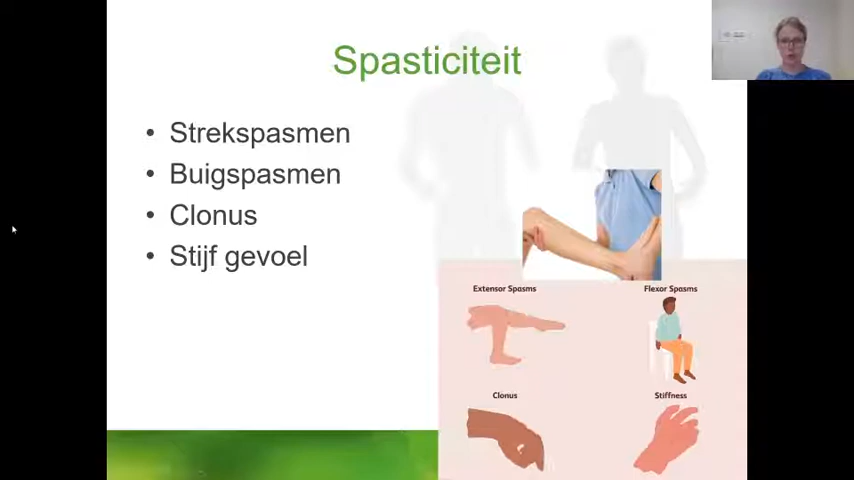 Spasticiteit
• Strekspasmen
• Buigspasmen
• Clonus
• Stijf gevoel
Extensor Spasms
Flexor Spasms
Clonus
Stiffness